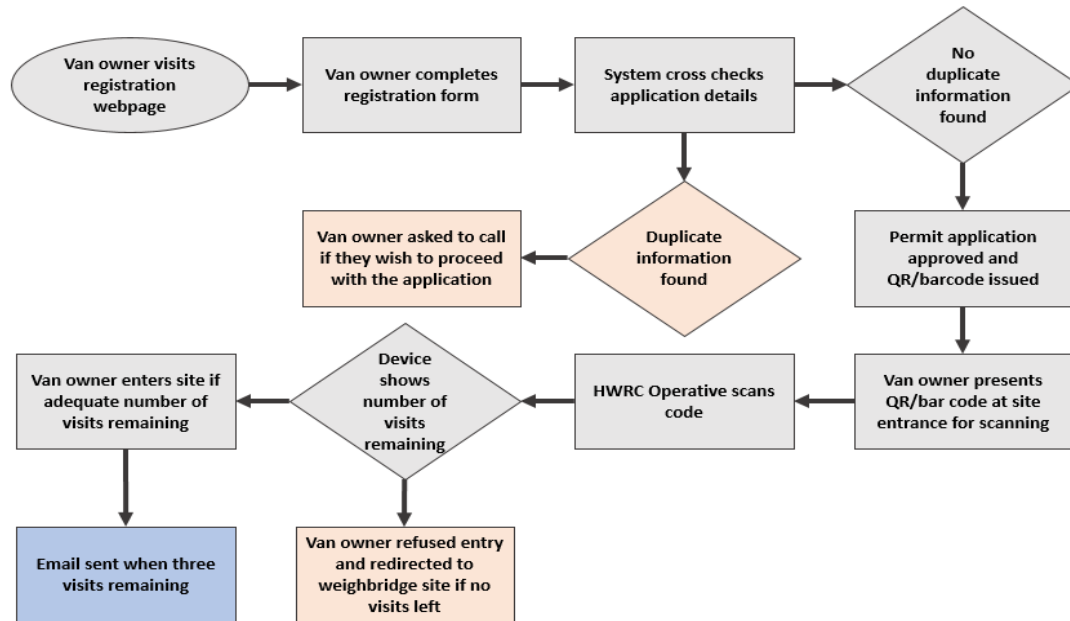 Van owner visits
registration
webpage
Van owner completes
registration form
System cross checks
application details
No
duplicate
information
found
Van owner asked to call
if they wish to proceed
with the application
Duplicate
information
found
Permit application
approved and
QR/barcode issued
Van owner enters site if
adequate number of
visits remaining
Device
shows
number of
visits
remaining
HWRC Operative scans
code
Van owner presents
QR/bar code at site
entrance for scanning
Email sent when three
visits remaining
Van owner refused entry
and redirected to
weighbridge site if no
visits left